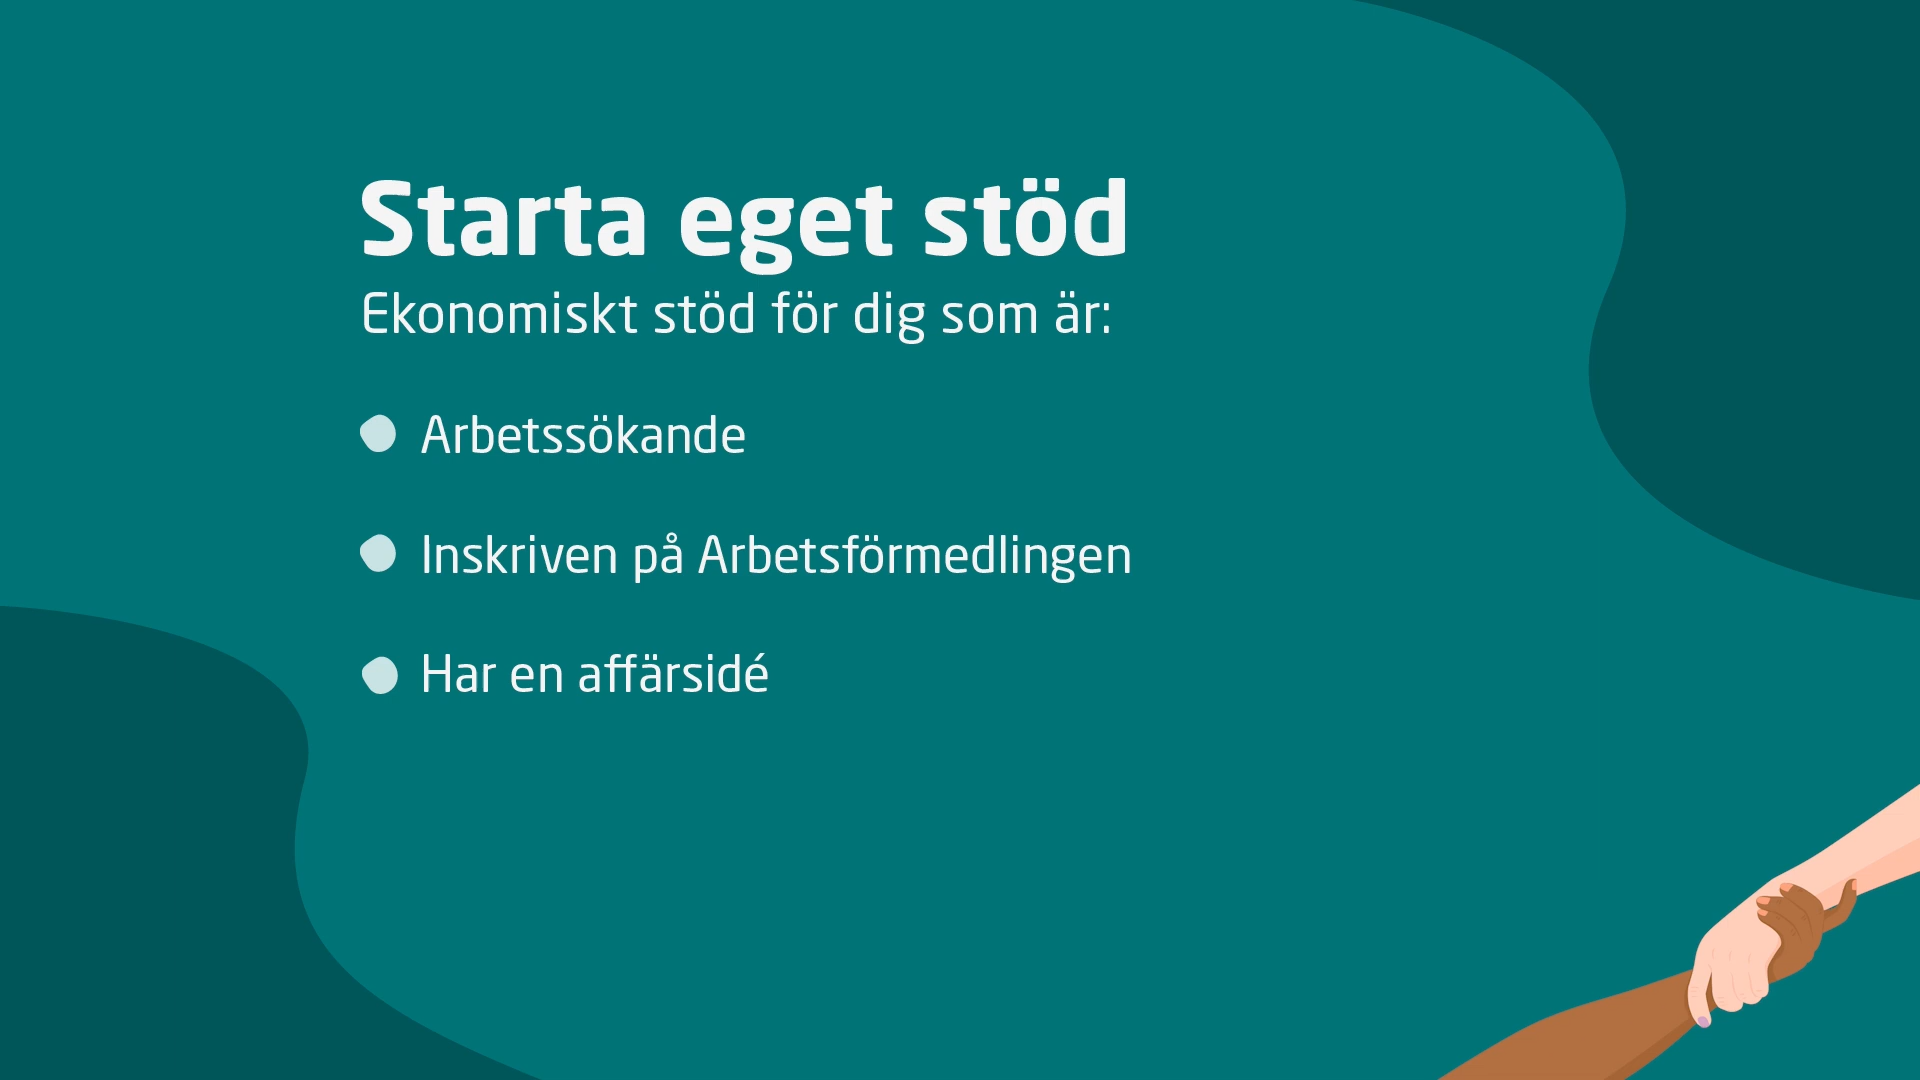 Starta eget stöd
Ekonomiskt stöd för dig som är:
Arbetssökande
Inskriven på Arbetsförmedlingen
Har en affärsidé